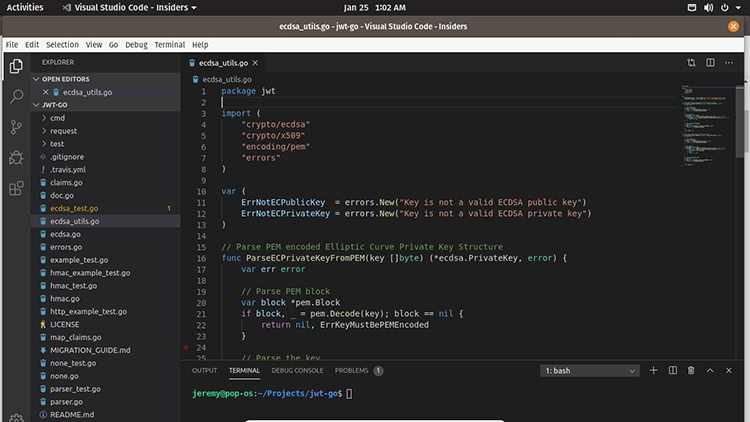 Activities Visual Studio Code - Insiders Jan 25 1:02 AM
ecdsa_utils.go - jwt-go - Visual Studio Code - Insiders
File Edit Selection View Go Debug Terminal Help
EXPLORER
OPEN EDITORS
ecdsa_utils.go
JWT-GO
cmd
request
test
.gitignore
.travis.yml
claims.go
doc.go
ecdsa_test.go 1
ecdsa_utils.go
ecdsa.go
errors.go
example_test.go
hmac_example_test.go
hmac_test.go
hmac.go
http_example_test.go
LICENSE
map_claims.go
MIGRATION_GUIDE.md
none_test.go
none.go
parser_test.go
parser.go
README.md
ecdsa_utils.go
ecdsa_utils.go
1 package jwt
2
3 import (
4 "crypto/ecdsa"
5 "crypto/x509"
6 "encoding/pem"
7 "errors"
8 )
9
10 var (
11 ErrNotECPublicKey = errors.New("Key is not a valid ECDSA public key")
12 ErrNotECPrivateKey = errors.New("Key is not a valid ECDSA private key")
13 )
14
15 // Parse PEM encoded Elliptic Curve Private Key Structure
16 func ParseECPrivateKeyFromPEM(key []byte) (*ecdsa.PrivateKey, error) {
17 var err error
18
19 // Parse PEM block
20 var block *pem.Block
21 if block, _ = pem.Decode(key); block == nil {
22 return nil, ErrKeyMustBePEMEncoded
23 }
24
25 // Parse the key
OUTPUT TERMINAL DEBUG CONSOLE PROBLEMS 1 1: bash
jeremy@pop-os:~/Projects/jwt-go$